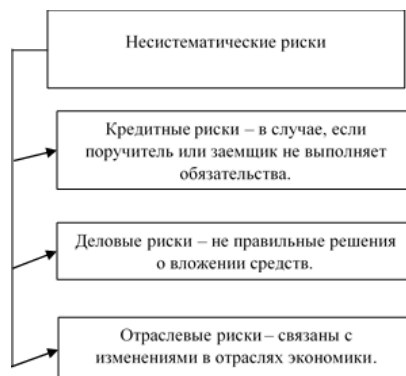 Несистематические риски
Кредитные риски – в случае, если
поручитель или заемщик не выполняет
обязательства.
Деловые риски – не правильные решения
о вложении средств.
Отраслевые риски – связаны с
изменениями в отраслях экономики.